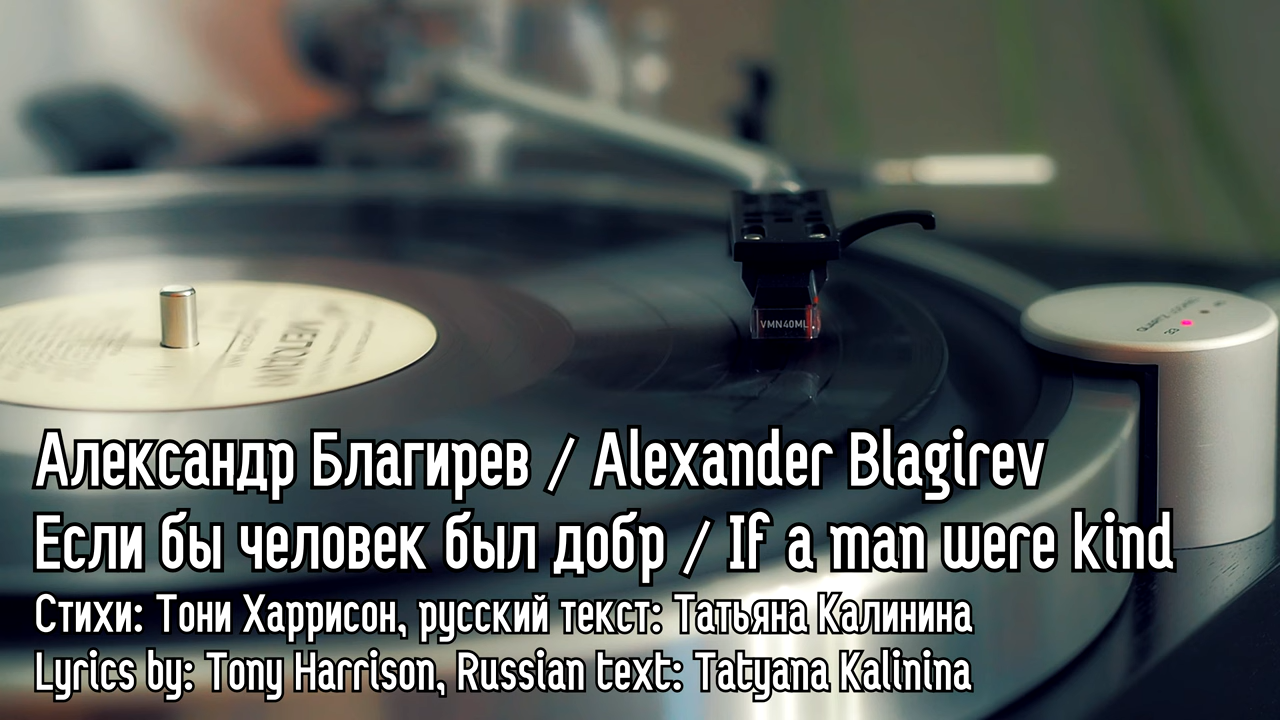 VMN40ML
Александр Благирев / Alexander Blagirev
Если бы человек был добр / If a man were kind
Стихи: Тони Харрисон, русский текст: Татьяна Калинина
Lyrics by: Tony Harrison, Russian text: Tatyana Kalinina